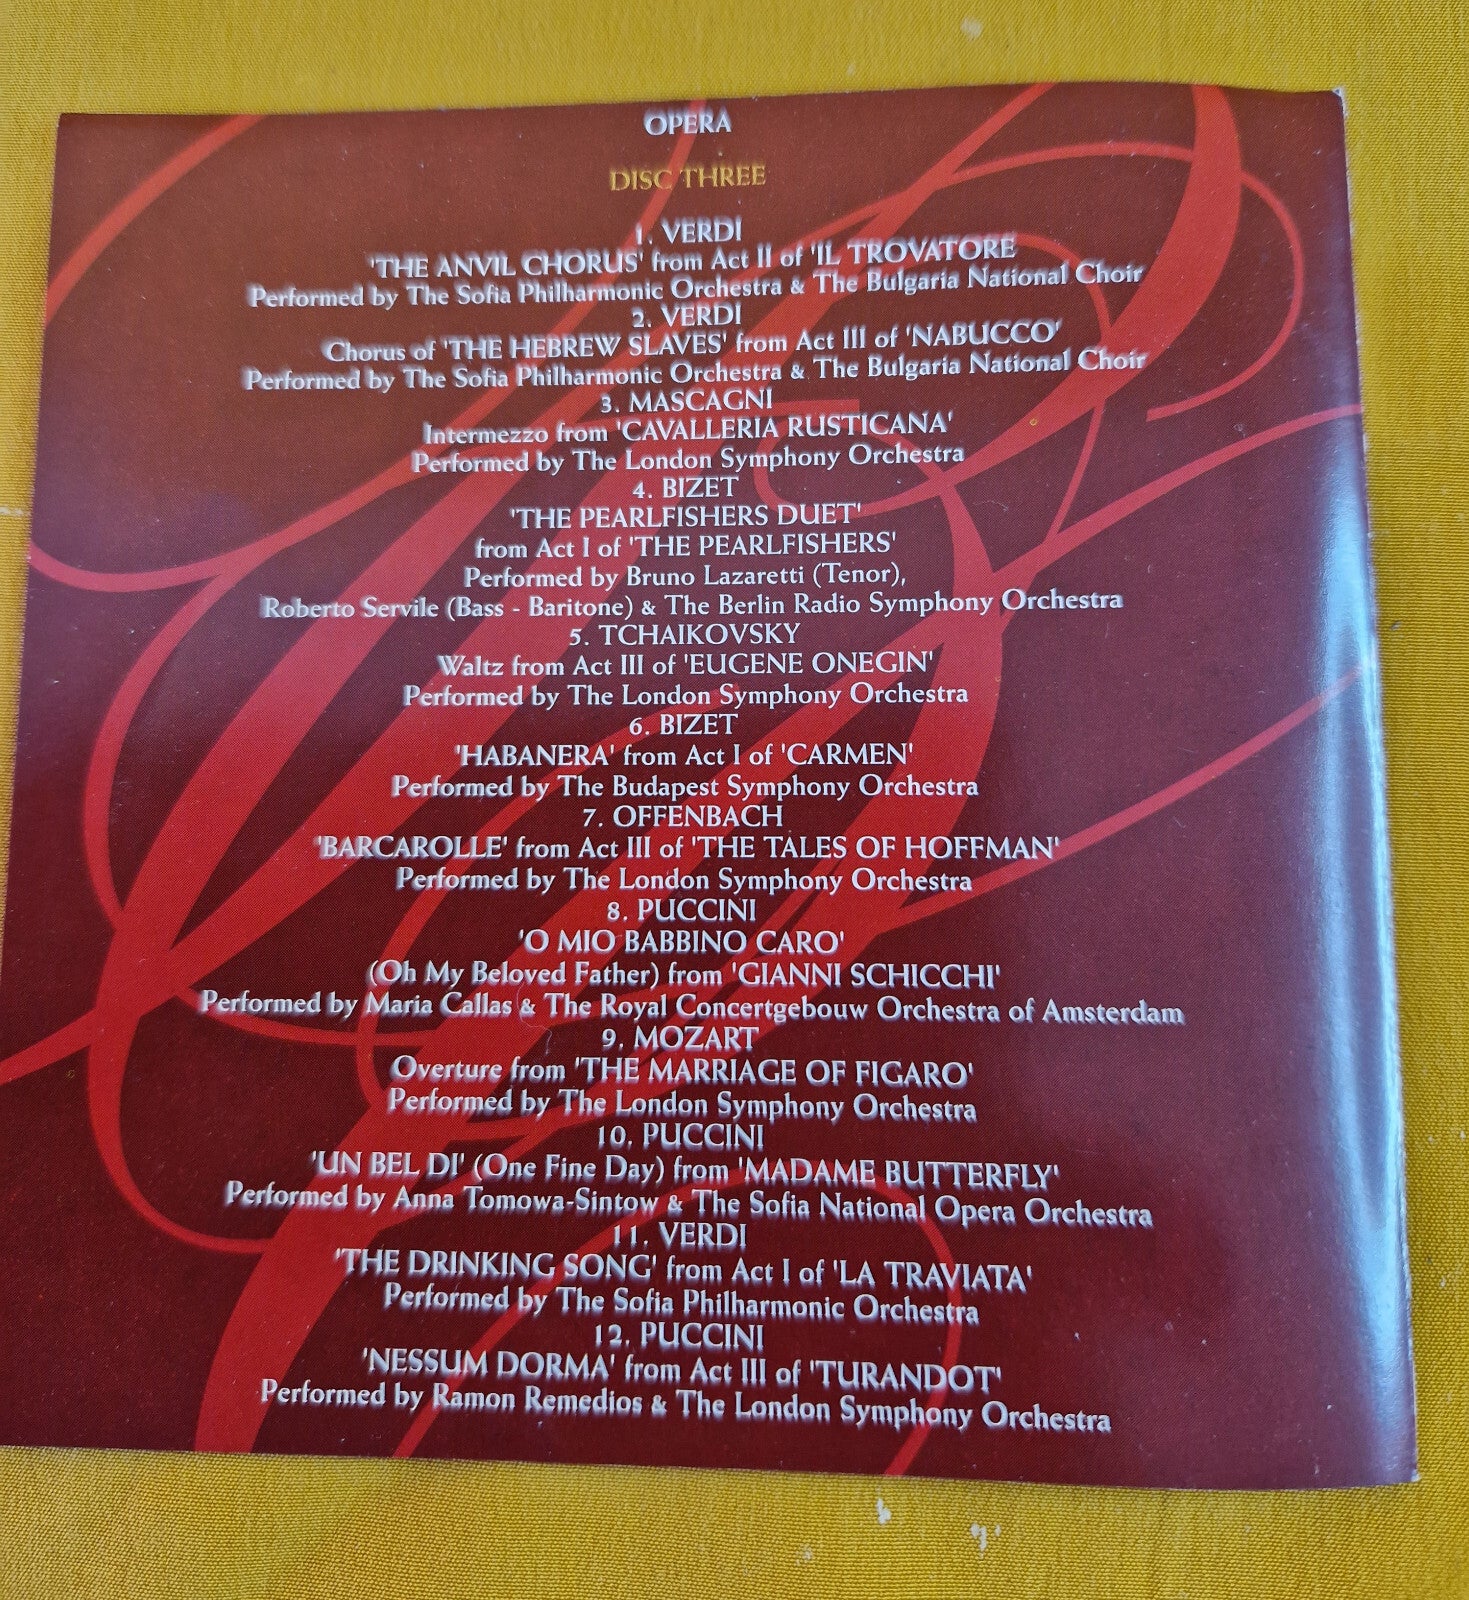 OPERA
DISC THREE
1. VERDI
'THE ANVIL CHORUS' from Act II of 'IL TROVATORE
Performed by The Sofia Philharmonic Orchestra & The Bulgaria National Choir
2. VERDI
Chorus of 'THE HEBREW SLAVES' from Act III of 'NABUCCO'
Performed by The Sofia Philharmonic Orchestra & The Bulgaria National Choir
3. MASCAGNI
Intermezzo from 'CAVALLERIA RUSTICANA'
Performed by The London Symphony Orchestra
4. BIZET
'THE PEARLFISHERS DUET'
from Act I of 'THE PEARLFISHERS'
Performed by Bruno Lazaretti (Tenor),
Roberto Servile (Bass - Baritone) & The Berlin Radio Symphony Orchestra
5. TCHAIKOVSKY
Waltz from Act III of 'EUGENE ONEGIN'
Performed by The London Symphony Orchestra
6. BIZET
'HABANERA' from Act I of 'CARMEN'
Performed by The Budapest Symphony Orchestra
7. OFFENBACH
'BARCAROLLE' from Act III of 'THE TALES OF HOFFMAN'
Performed by The London Symphony Orchestra
8. PUCCINI
'O MIO BABBINO CARO'
(Oh My Beloved Father) from 'GIANNI SCHICCHI'
Performed by Maria Callas & The Royal Concertgebouw Orchestra of Amsterdam
9. MOZART
Overture from 'THE MARRIAGE OF FIGARO'
Performed by The London Symphony Orchestra
10. PUCCINI
'UN BEL DI' (One Fine Day) from 'MADAME BUTTERFLY'
Performed by Anna Tomowa-Sintow & The Sofia National Opera Orchestra
11. VERDI
'THE DRINKING SONG' from Act I of 'LA TRAVIATA'
Performed by The Sofia Philharmonic Orchestra
12. PUCCINI
'NESSUM DORMA' from Act III of 'TURANDOT'
Performed by Ramon Remedios & The London Symphony Orchestra